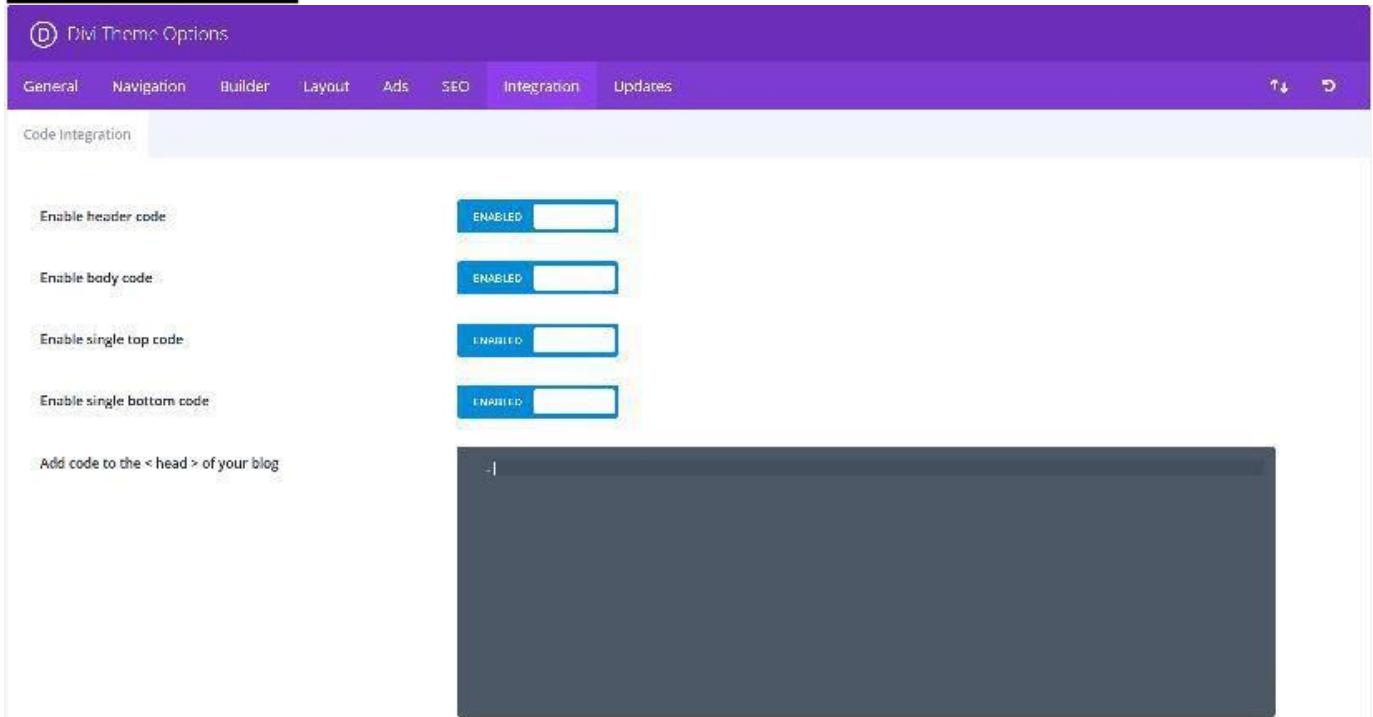 Divi Theme Options
General Navigation Builder Layout Ads SEO Integration Updates
Code Integration
Enable header code ENABLED
Enable body code ENABLED
Enable single top code ENABLED
Enable single bottom code ENABLED
Add code to the < head > of your blog